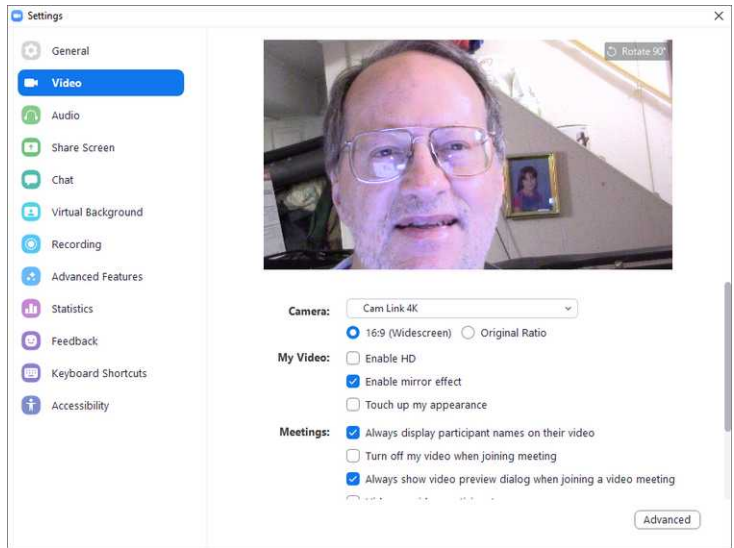 Settings
General
Video
Audio
Share Screen
Chat
Virtual Background
Recording
Advanced Features
Statistics
Feedback
Keyboard Shortcuts
Accessibility
Rotate 90°
Camera: Cam Link 4K
16:9 (Widescreen) Original Ratio
My Video: Enable HD
Enable mirror effect
Touch up my appearance
Meetings: Always display participant names on their video
Turn off my video when joining meeting
Always show video preview dialog when joining a video meeting
Advanced